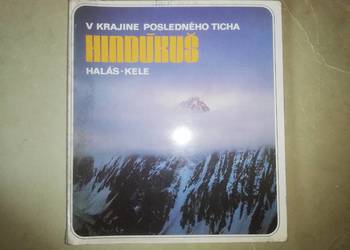 V KRAJINE POSLEDNÉHO TICHA
HINDÚKUŠ
HALÁS · KELE